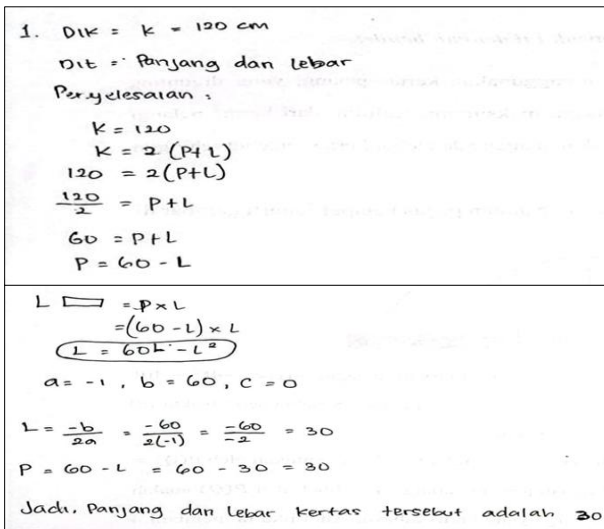 1. Dik = k = 120 cm
Dit = Panjang dan Lebar
Penyelesaian :
k = 120
k = 2 (P+L)
120 = 2(P+L)
120/2 = P+L
60 = P+L
P = 60 - L
L ▭ = P x L
=(60 - L) x L
L = 60L - L²
a = -1 , b = 60, c = 0
L = -b/2a = -60/2(-1) = -60/-2 = 30
P = 60 - L = 60 - 30 = 30
Jadi, Panjang dan Lebar kertas tersebut adalah 30